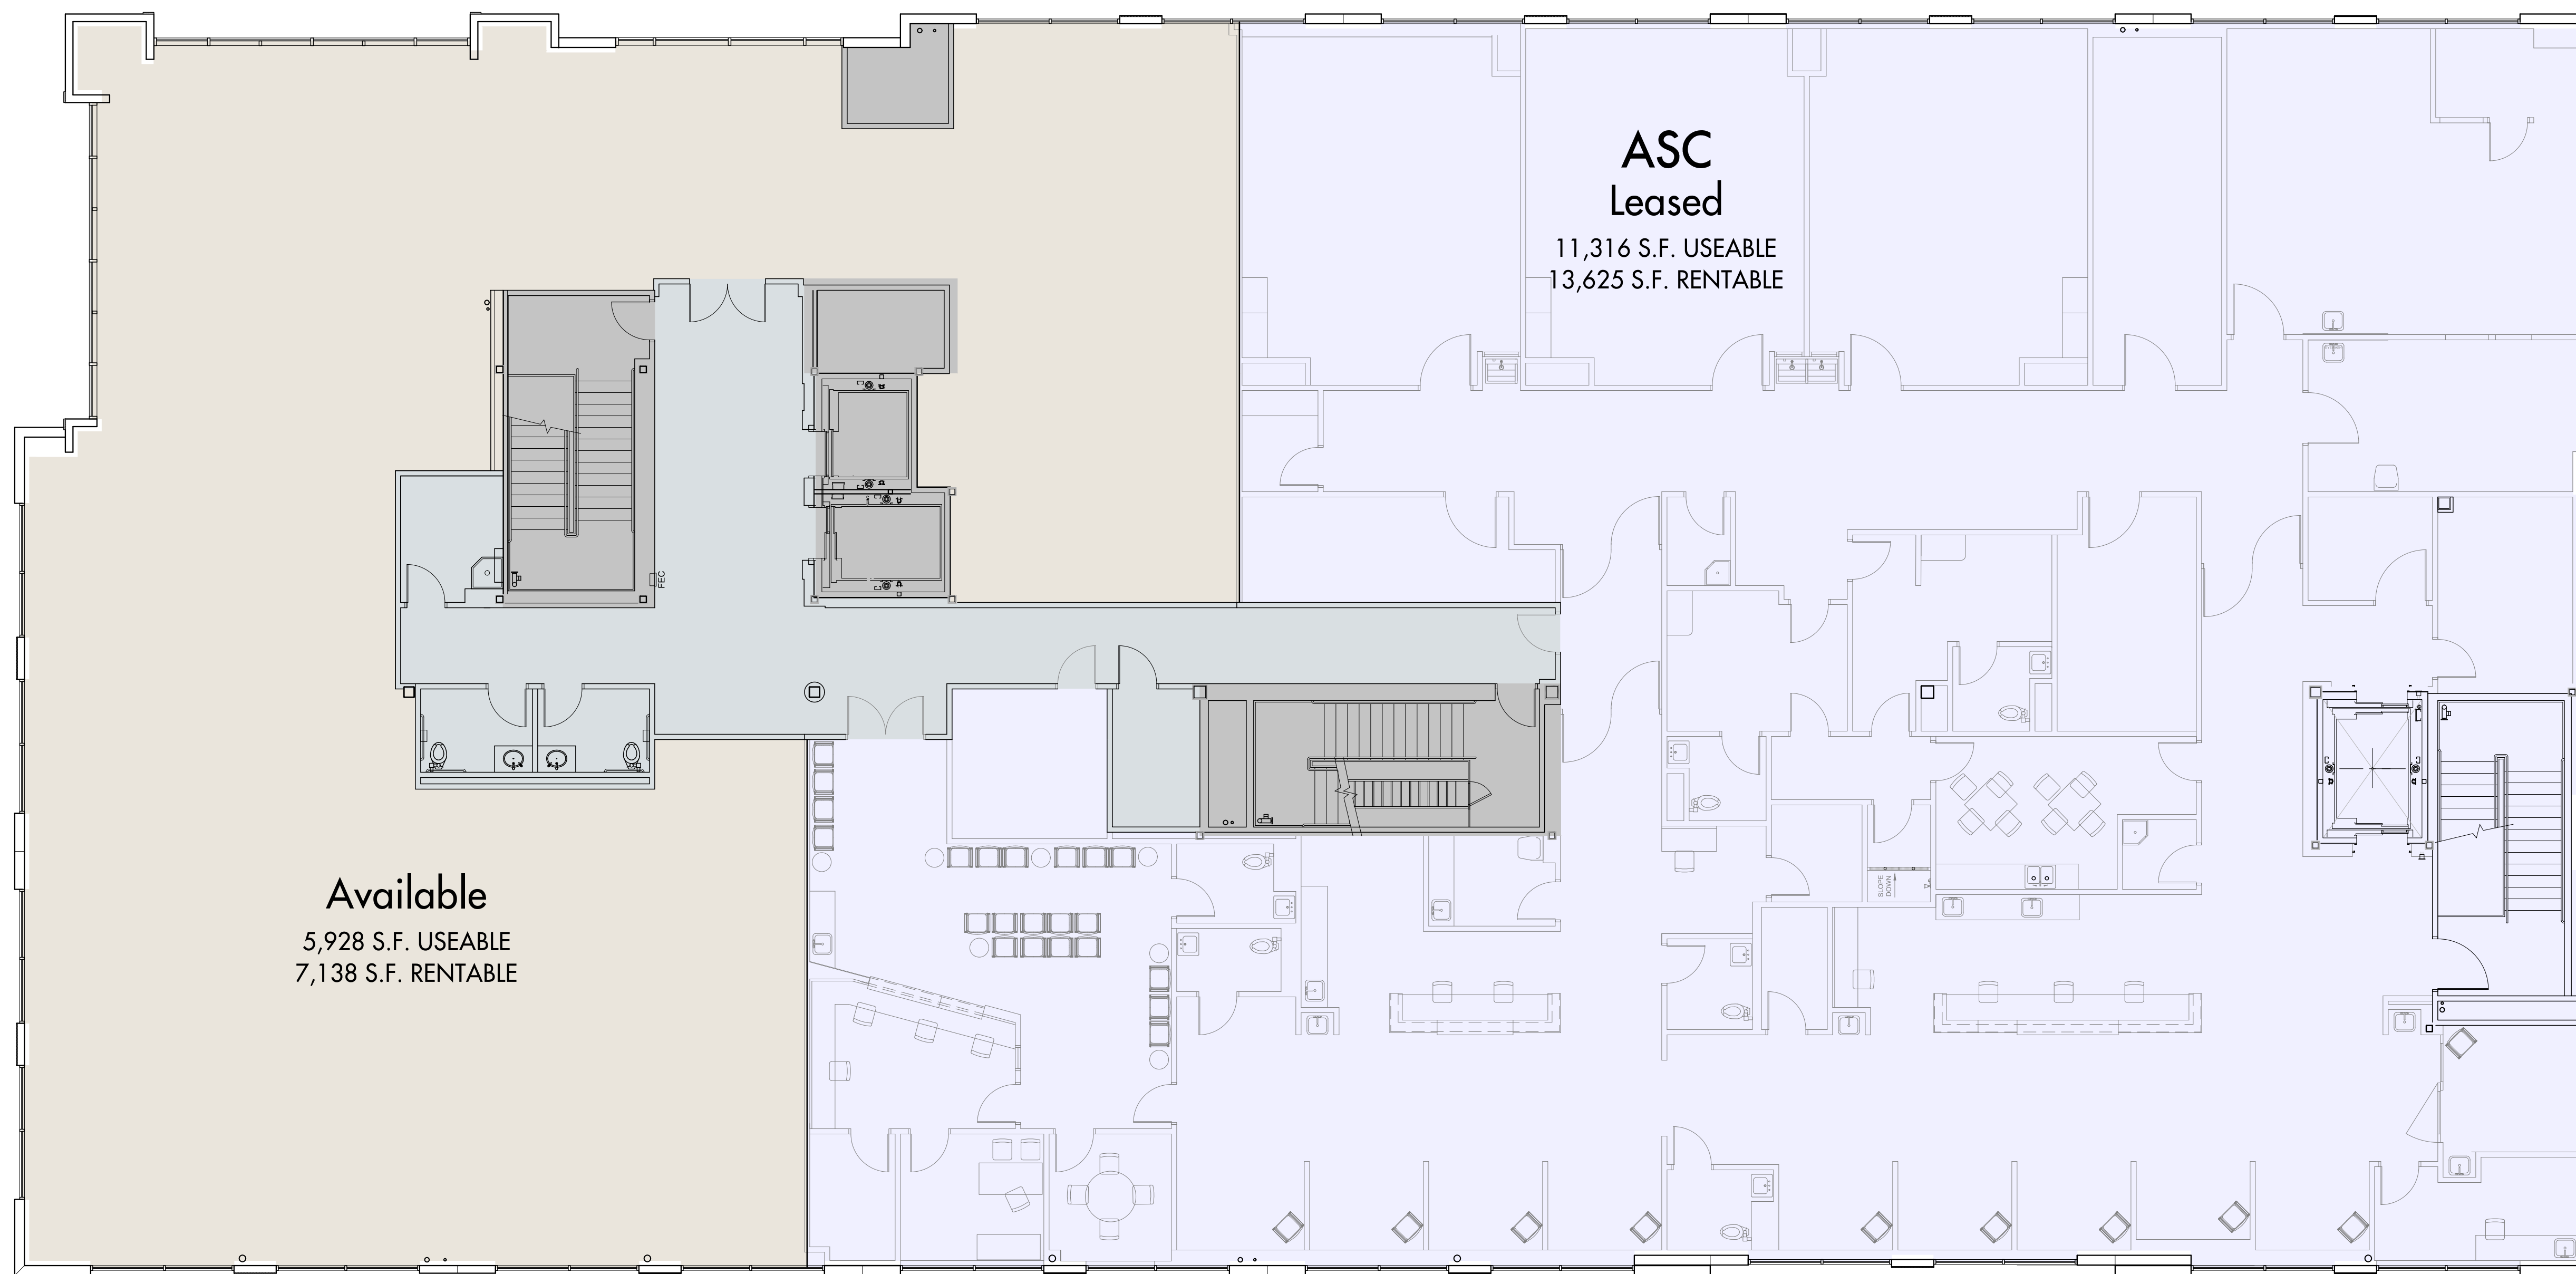 ASC
Leased
11,316 S.F. USEABLE
13,625 S.F. RENTABLE
FEC
Available
5,928 S.F. USEABLE
7,138 S.F. RENTABLE
SLOPE
DOWN